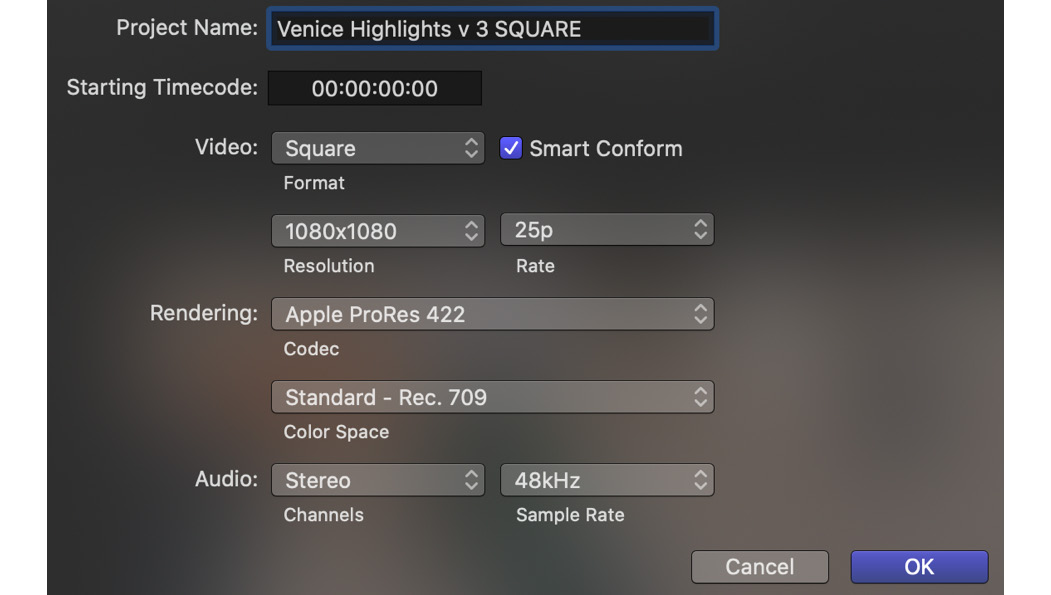 Project Name: Venice Highlights v 3 SQUARE
Starting Timecode: 00:00:00:00
Video: Square Smart Conform
Format
1080x1080 25p
Resolution Rate
Rendering: Apple ProRes 422
Codec
Standard - Rec. 709
Color Space
Audio: Stereo 48kHz
Channels Sample Rate
Cancel OK